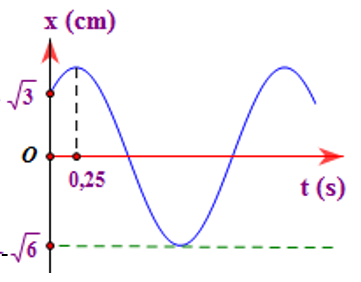 x (cm)
√3
O
0,25
t (s)
-√6